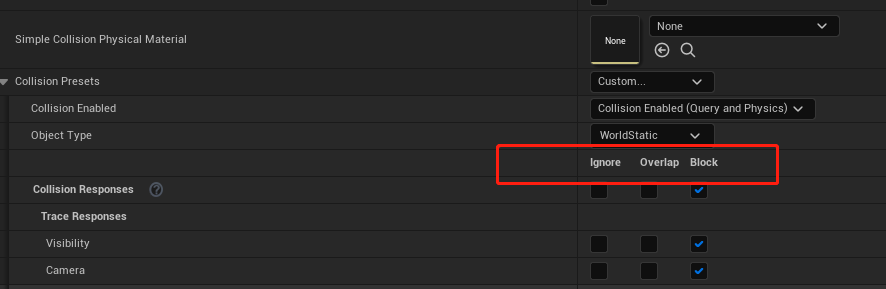 Simple Collision Physical Material
None
None
Collision Presets
Custom...
Collision Enabled
Collision Enabled (Query and Physics)
Object Type
WorldStatic
Ignore Overlap Block
Collision Responses ?
Trace Responses
Visibility
Camera